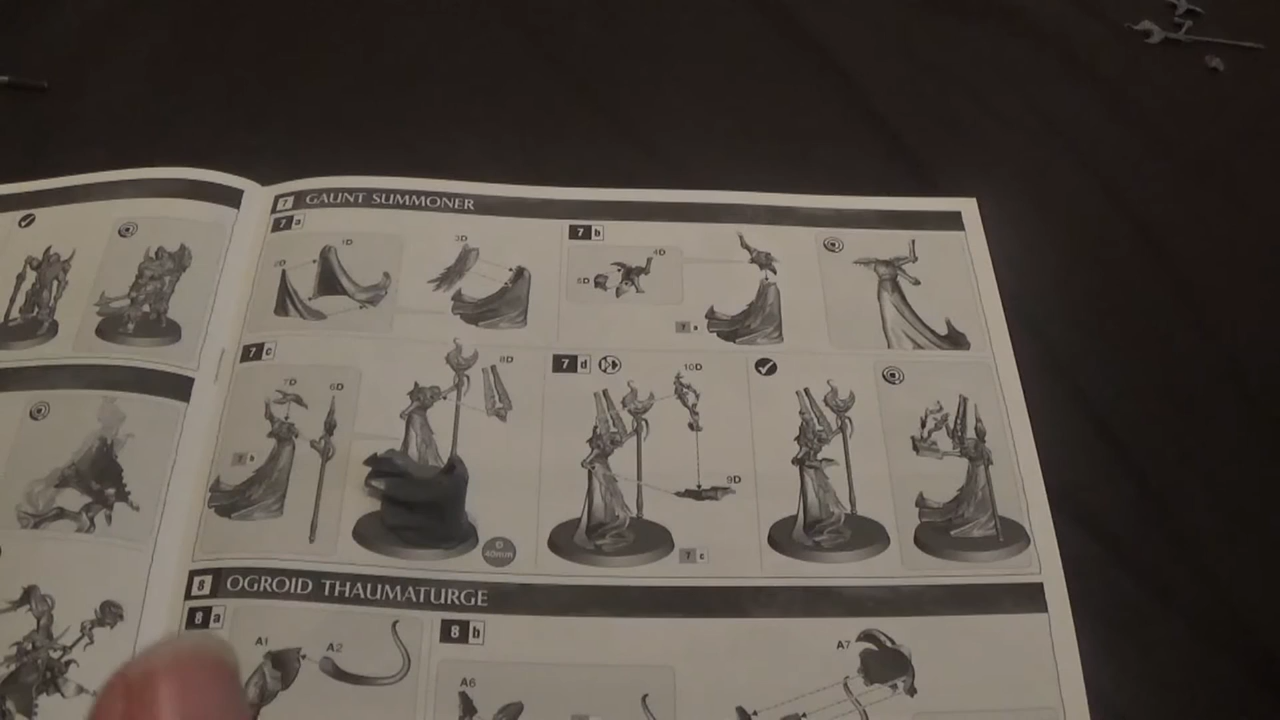 7 GAUNT SUMMONER
7 a
1D
2D
3D
7 b
4D
5D
7 a
7 c
7D
6D
7 b
8D
40mm
7 d
10D
9D
7 c
8 OGROID THAUMATURGE
8 a
A1
A2
8 b
A6
A7